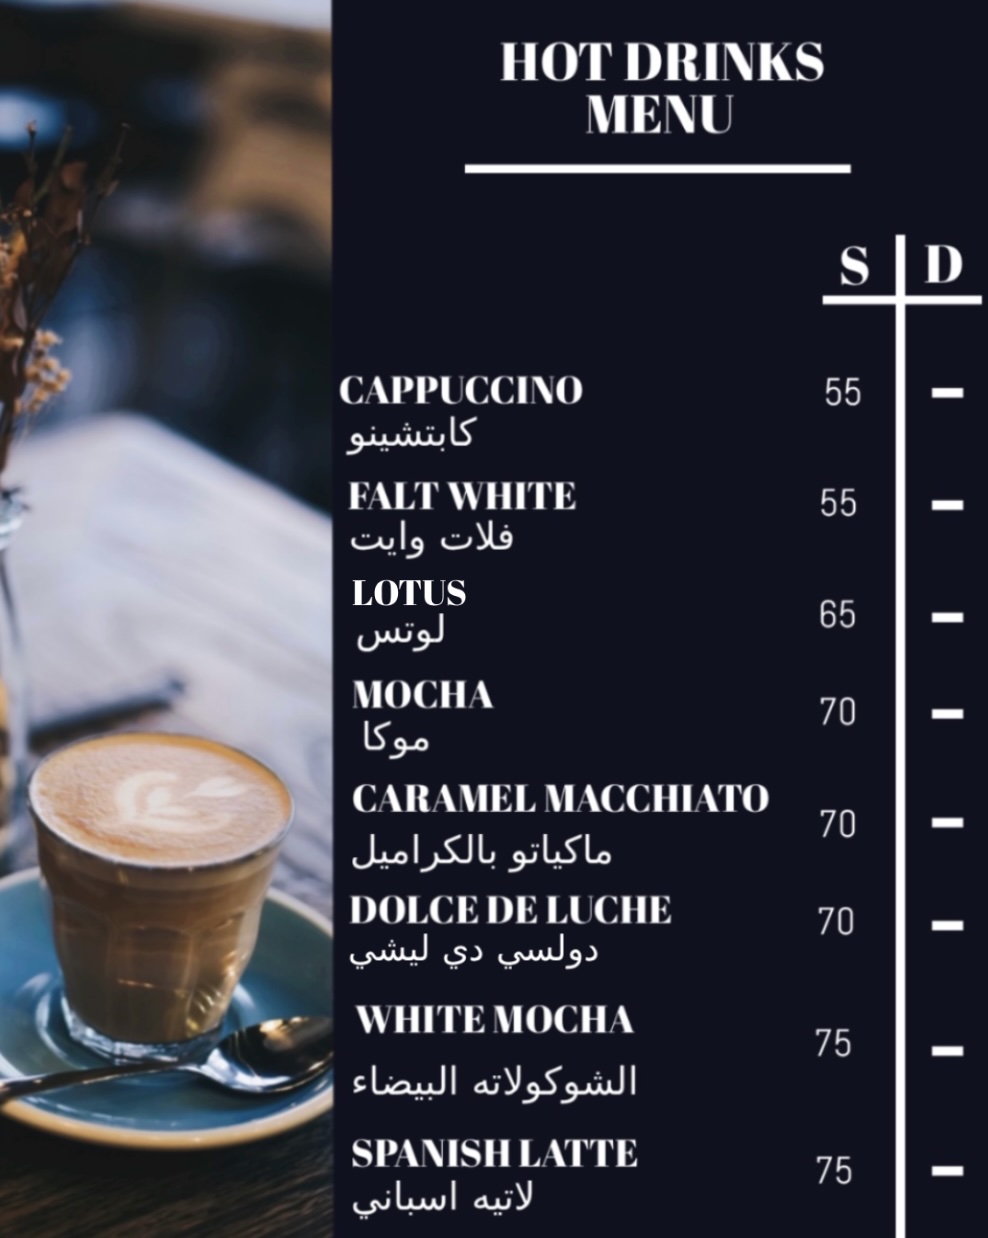 HOT DRINKS
MENU
S D
CAPPUCCINO 55 -
كابتشينو
FALT WHITE 55 -
فلات وايت
LOTUS 65 -
لوتس
MOCHA 70 -
موكا
CARAMEL MACCHIATO 70 -
ماكياتو بالكراميل
DOLCE DE LUCHE 70 -
دولسي دي ليشي
WHITE MOCHA 75 -
الشوكولاته البيضاء
SPANISH LATTE 75 -
لاتيه اسباني